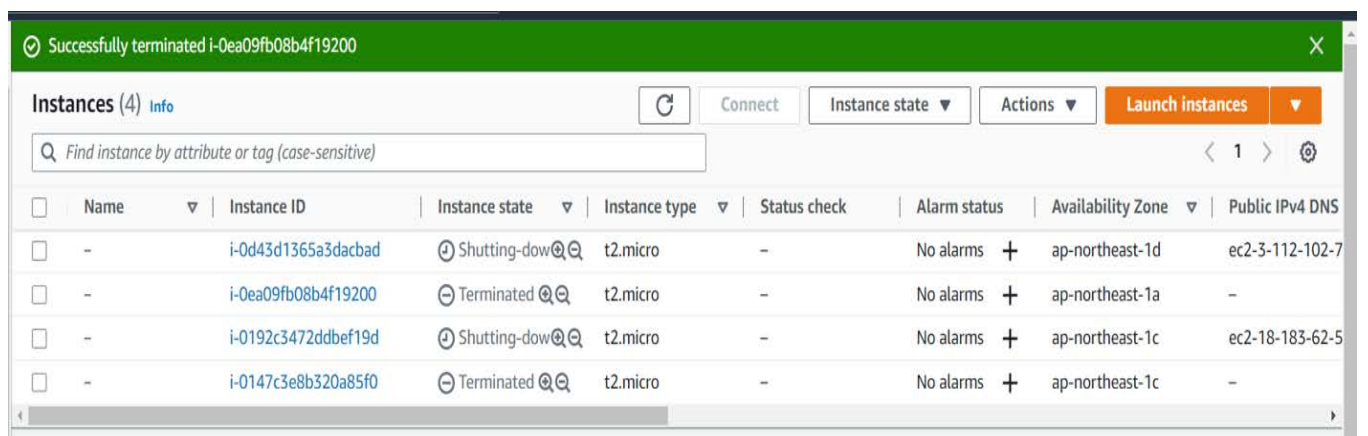 Successfully terminated i-0ea09fb08b4f19200
Instances (4) Info Connect Instance state Actions Launch instances
Find instance by attribute or tag (case-sensitive) 1
Name Instance ID Instance state Instance type Status check Alarm status Availability Zone Public IPv4 DNS
– i-0d43d1365a3dacbad Shutting-dow t2.micro – No alarms + ap-northeast-1d ec2-3-112-102-7
– i-0ea09fb08b4f19200 Terminated t2.micro – No alarms + ap-northeast-1a –
– i-0192c3472ddbef19d Shutting-dow t2.micro – No alarms + ap-northeast-1c ec2-18-183-62-5
– i-0147c3e8b320a85f0 Terminated t2.micro – No alarms + ap-northeast-1c –